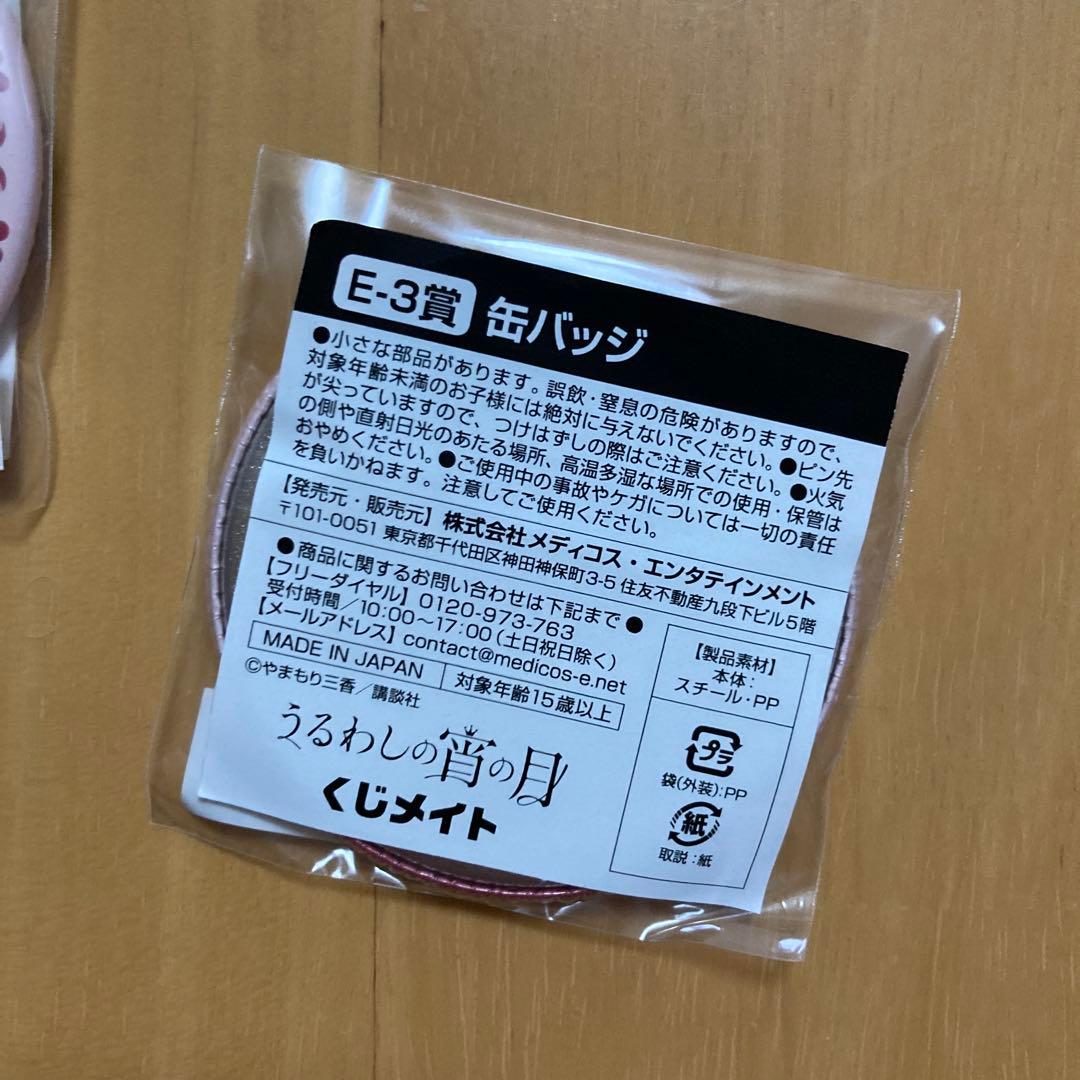 E-3賞 缶バッジ
●小さな部品があります。誤飲・窒息の危険がありますので、
対象年齢未満のお子様には絶対に与えないでください。●ピン先
が尖っていますので、つけはずしの際はご注意ください。●火気
の側や直射日光のあたる場所、高温多湿な場所での使用・保管は
おやめください。●ご使用中の事故やケガについては一切の責任
を負いかねます。注意してご使用ください。
【発売元・販売元】株式会社メディコス・エンタテインメント
〒101-0051 東京都千代田区神田神保町3-5 住友不動産九段下ビル5階
●商品に関するお問い合わせは下記まで●
【フリーダイヤル】0120-973-763
受付時間／10:00〜17:00(土日祝日除く)
【メールアドレス】contact@medicos-e.net
MADE IN JAPAN 対象年齢15歳以上
©やまもり三香／講談社
うるわしの宵の月
くじメイト
【製品素材】
本体：
スチール・PP
プラ
袋(外装)：PP
紙
取説：紙